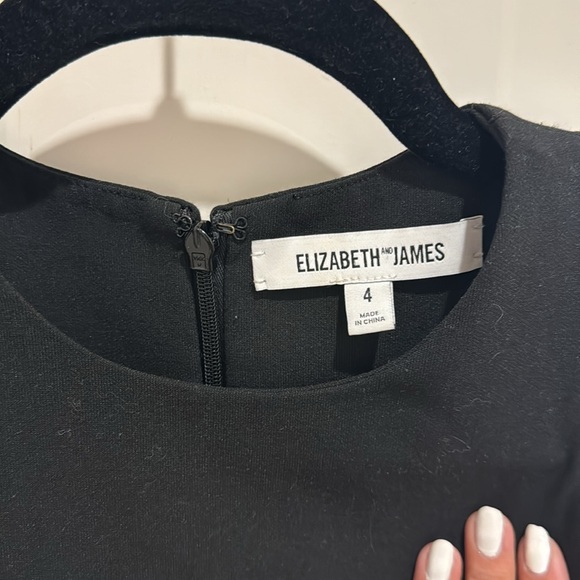 ELIZABETH AND JAMES
4
MADE
IN CHINA